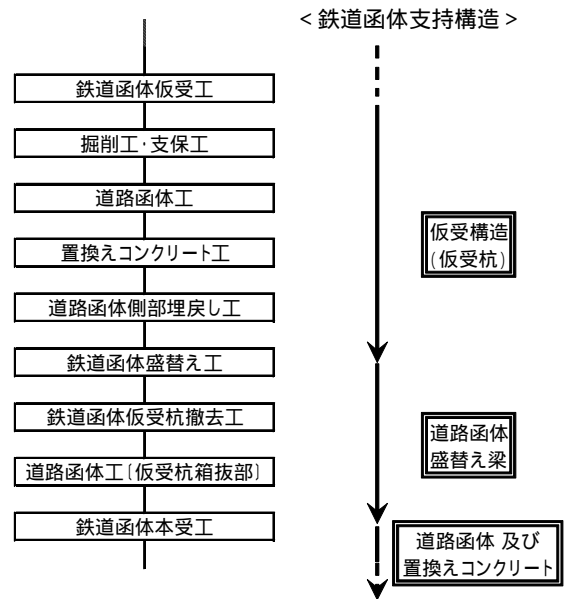 <鉄道函体支持構造>
鉄道函体仮受工
掘削工・支保工
道路函体工
置換えコンクリート工
道路函体側部埋戻し工
鉄道函体盛替え工
鉄道函体仮受杭撤去工
道路函体工[仮受杭箱抜部]
鉄道函体本受工
仮受構造
(仮受杭)
道路函体
盛替え梁
道路函体 及び
置換えコンクリート